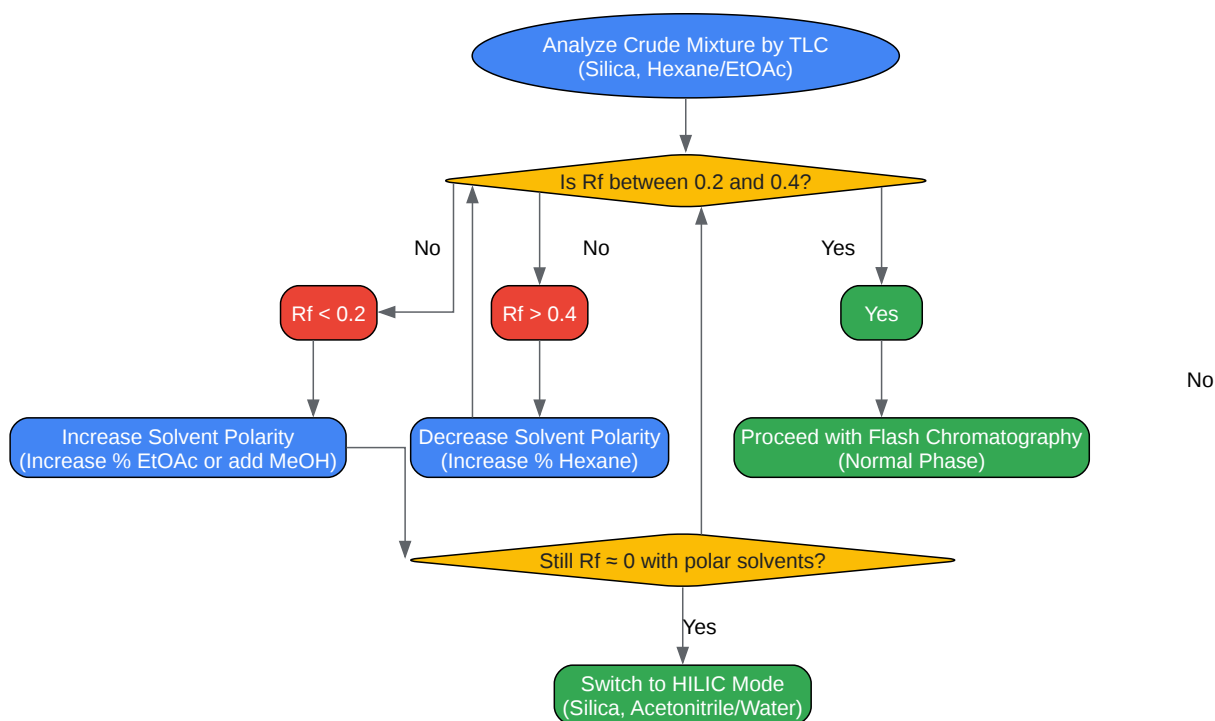 Analyze Crude Mixture by TLC
(Silica, Hexane/EtOAc)
Is Rf between 0.2 and 0.4?
No
No
Yes
Rf < 0.2
Rf > 0.4
Yes
No
Increase Solvent Polarity
(Increase % EtOAc or add MeOH)
Decrease Solvent Polarity
(Increase % Hexane)
Proceed with Flash Chromatography
(Normal Phase)
Still Rf ≈ 0 with polar solvents?
Yes
Switch to HILIC Mode
(Silica, Acetonitrile/Water)